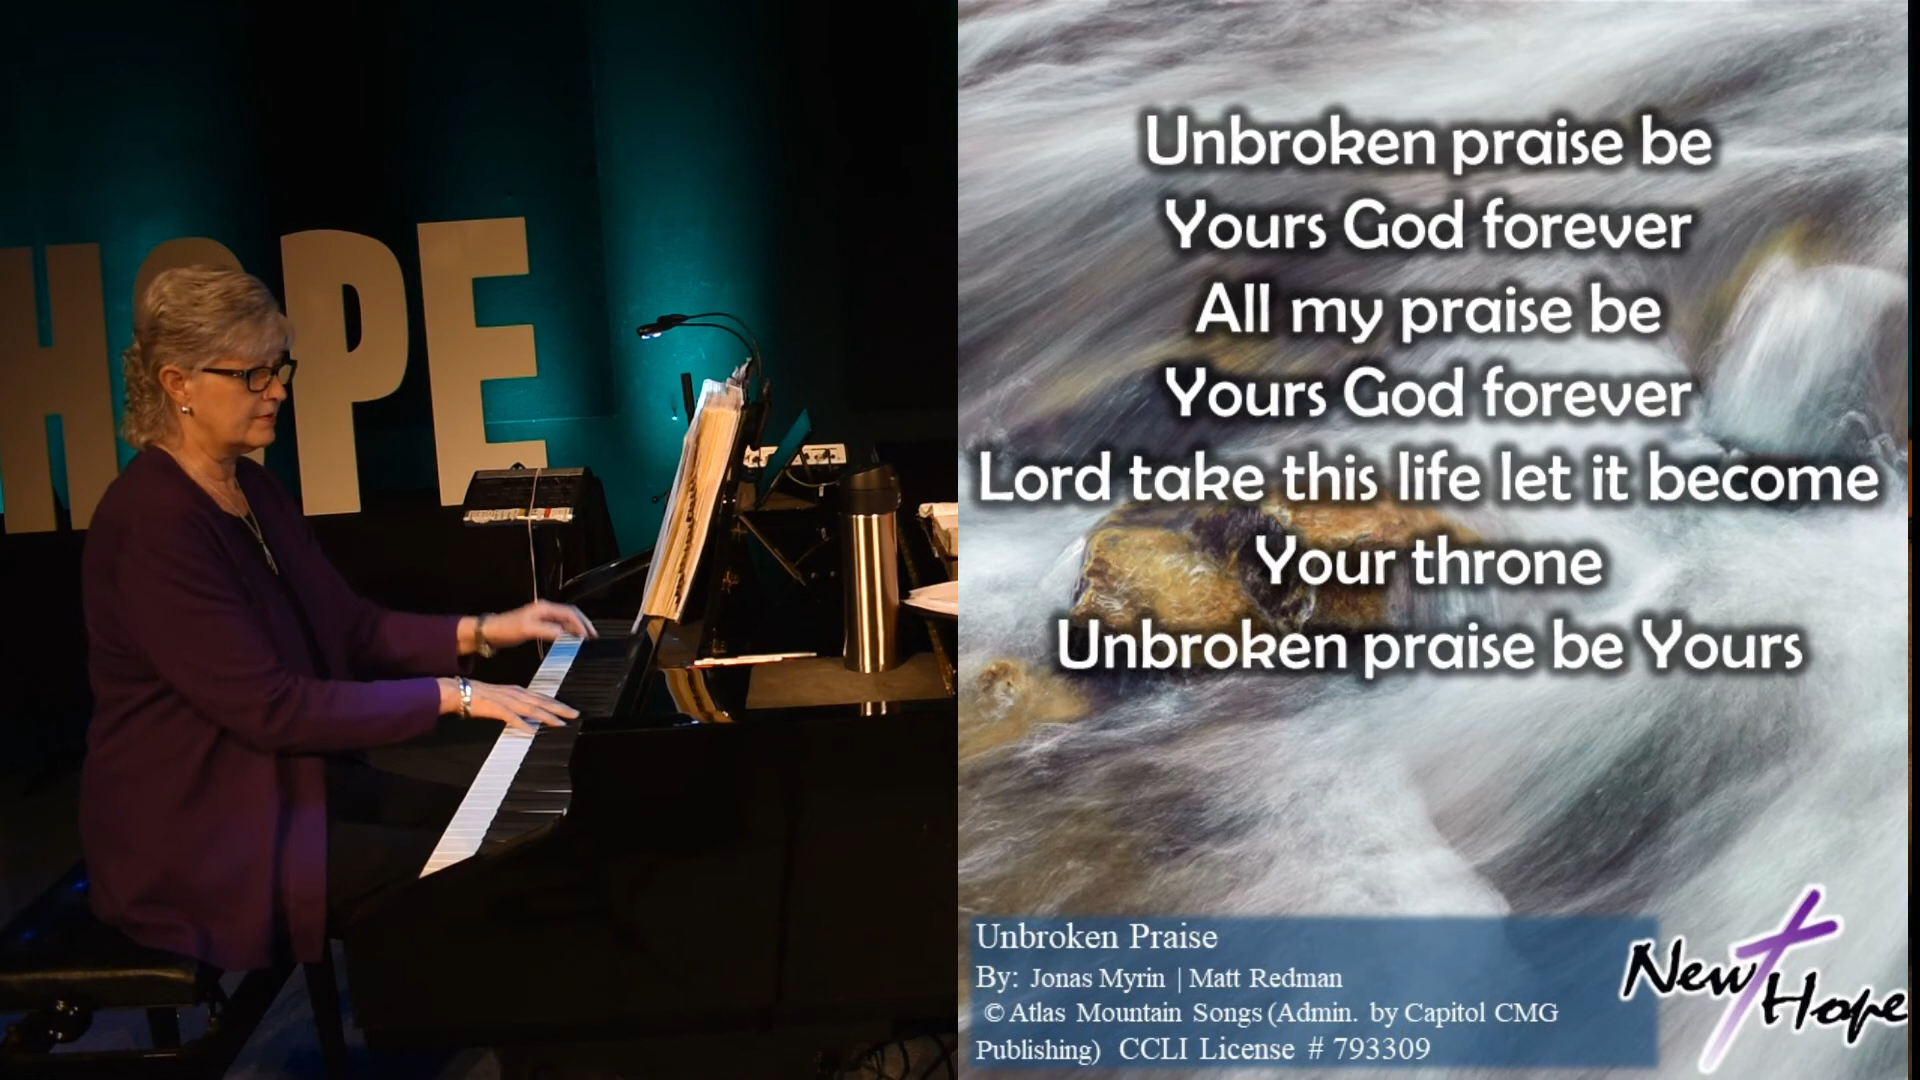 HOPE
Unbroken praise be
Yours God forever
All my praise be
Yours God forever
Lord take this life let it become
Your throne
Unbroken praise be Yours
Unbroken Praise
By: Jonas Myrin | Matt Redman
© Atlas Mountain Songs (Admin. by Capitol CMG
Publishing) CCLI License # 793309
New Hope